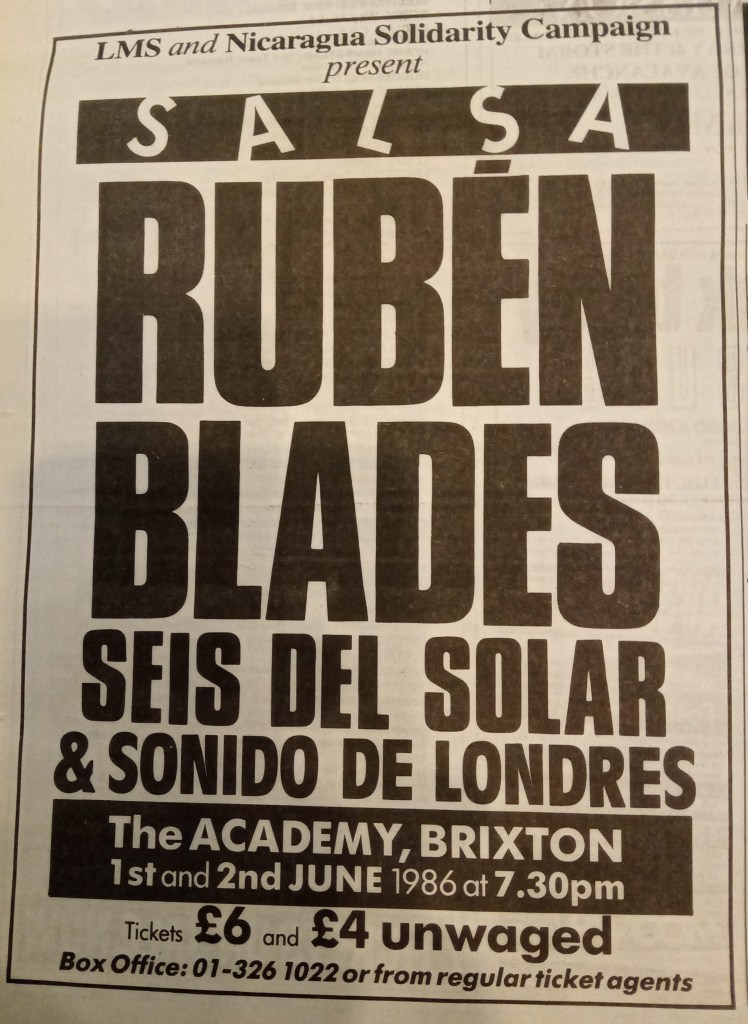 LMS and Nicaragua Solidarity Campaign
present
SALSA
RUBÉN
BLADES
SEIS DEL SOLAR
& SONIDO DE LONDRES
The ACADEMY, BRIXTON
1st and 2nd JUNE 1986 at 7.30pm
Tickets £6 and £4 unwaged
Box Office: 01-326 1022 or from regular ticket agents